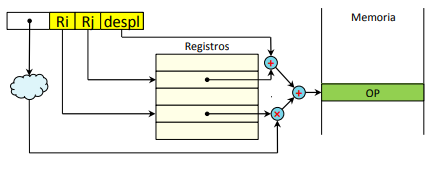 Memoria
Ri Rj despl
Registros
+
+
×
OP